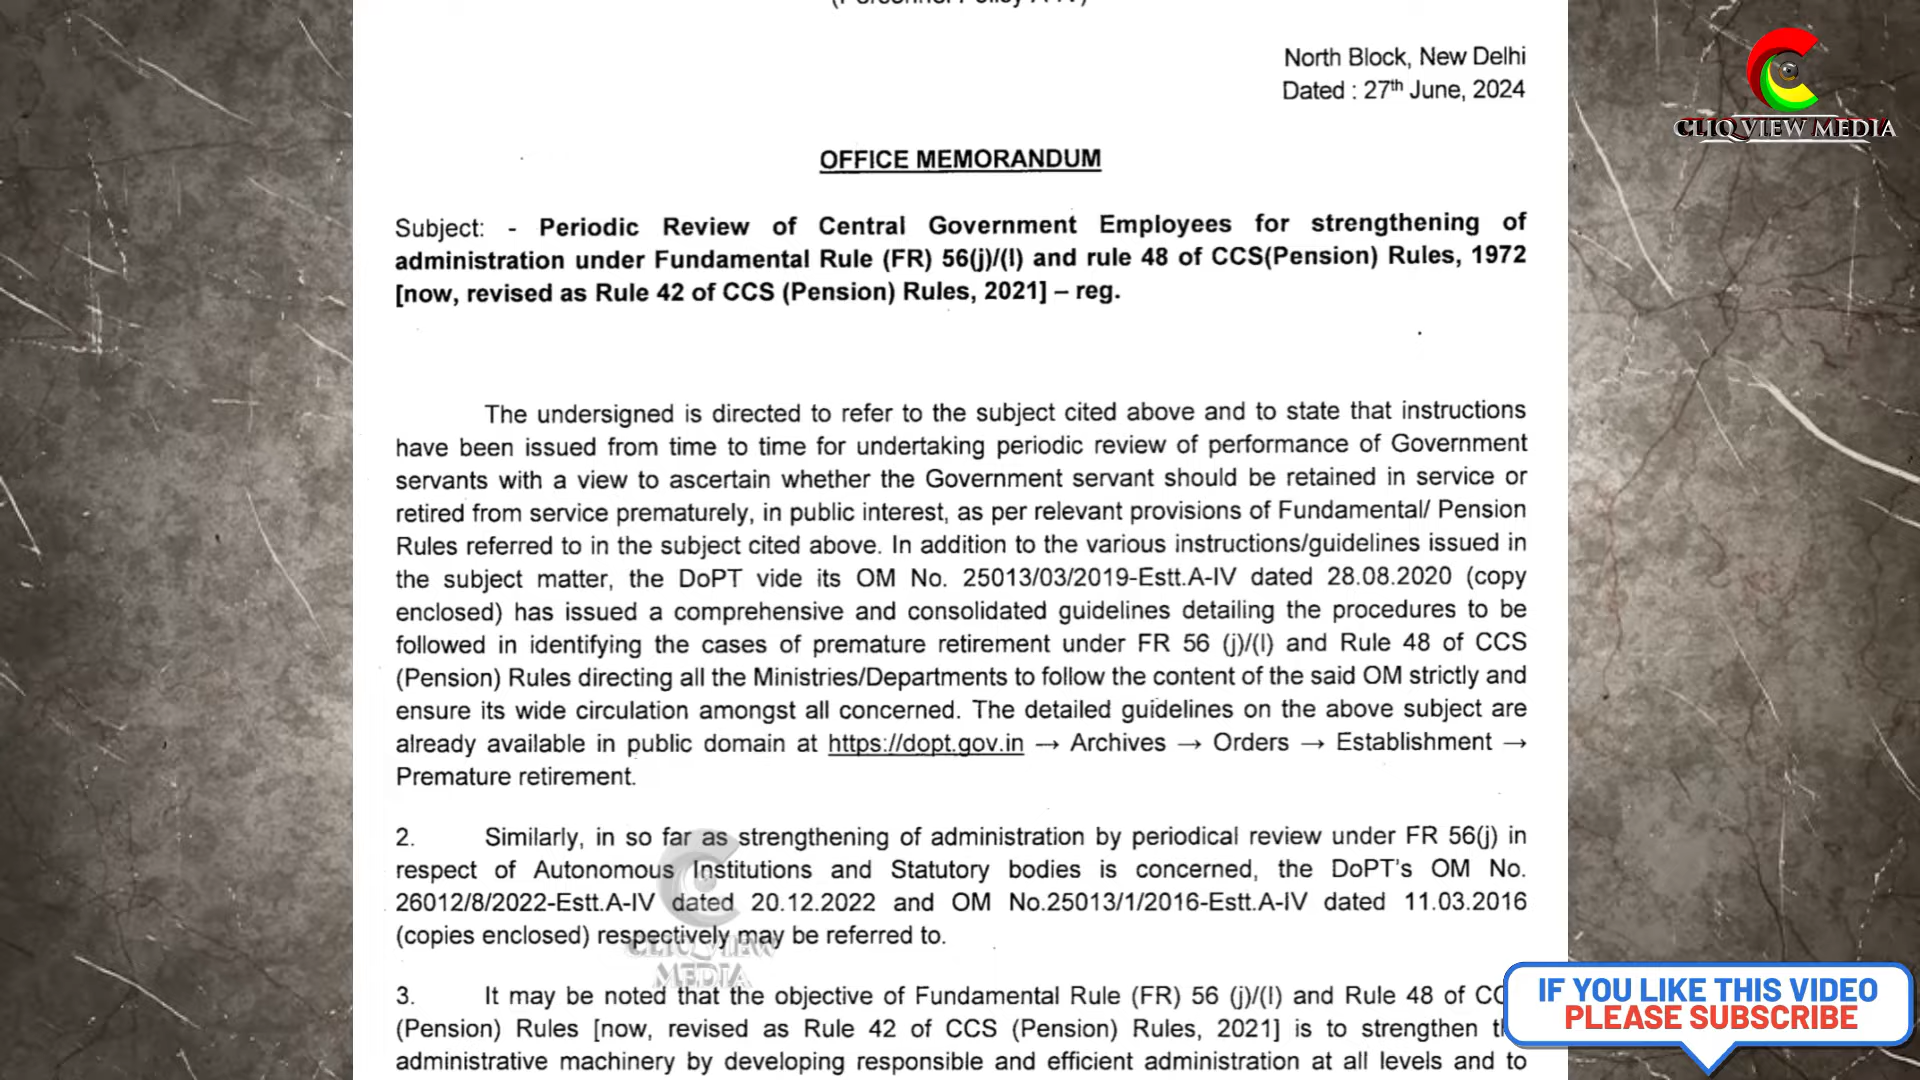 North Block, New Delhi
Dated : 27th June, 2024
CLIQ VIEW MEDIA
OFFICE MEMORANDUM
Subject: - Periodic Review of Central Government Employees for strengthening of
administration under Fundamental Rule (FR) 56(j)/(l) and rule 48 of CCS(Pension) Rules, 1972
[now, revised as Rule 42 of CCS (Pension) Rules, 2021] – reg.
The undersigned is directed to refer to the subject cited above and to state that instructions
have been issued from time to time for undertaking periodic review of performance of Government
servants with a view to ascertain whether the Government servant should be retained in service or
retired from service prematurely, in public interest, as per relevant provisions of Fundamental/ Pension
Rules referred to in the subject cited above. In addition to the various instructions/guidelines issued in
the subject matter, the DoPT vide its OM No. 25013/03/2019-Estt.A-IV dated 28.08.2020 (copy
enclosed) has issued a comprehensive and consolidated guidelines detailing the procedures to be
followed in identifying the cases of premature retirement under FR 56 (j)/(l) and Rule 48 of CCS
(Pension) Rules directing all the Ministries/Departments to follow the content of the said OM strictly and
ensure its wide circulation amongst all concerned. The detailed guidelines on the above subject are
already available in public domain at https://dopt.gov.in → Archives → Orders → Establishment →
Premature retirement.
2. Similarly, in so far as strengthening of administration by periodical review under FR 56(j) in
respect of Autonomous Institutions and Statutory bodies is concerned, the DoPT's OM No.
26012/8/2022-Estt.A-IV dated 20.12.2022 and OM No.25013/1/2016-Estt.A-IV dated 11.03.2016
(copies enclosed) respectively may be referred to.
CLIQ VIEW
MEDIA
3. It may be noted that the objective of Fundamental Rule (FR) 56 (j)/(l) and Rule 48 of
(Pension) Rules [now, revised as Rule 42 of CCS (Pension) Rules, 2021] is to strengthen
administrative machinery by developing responsible and efficient administration at all levels and to
IF YOU LIKE THIS VIDEO
PLEASE SUBSCRIBE